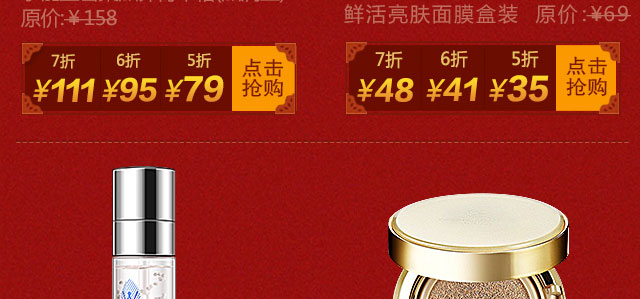 原价:¥158
鲜活亮肤面膜盒装 原价:¥69
7折 6折 5折
¥111 ¥95 ¥79
点击
抢购
7折 6折 5折
¥48 ¥41 ¥35
点击
抢购